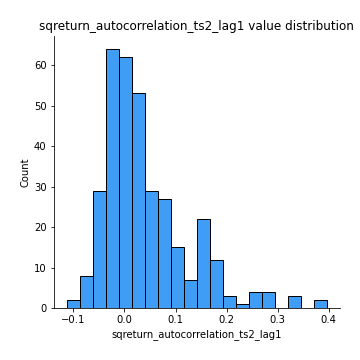 sqreturn_autocorrelation_ts2_lag1 value distribution
60
50
40
30
20
10
0
Count
−0.1 0.0 0.1 0.2 0.3 0.4
sqreturn_autocorrelation_ts2_lag1